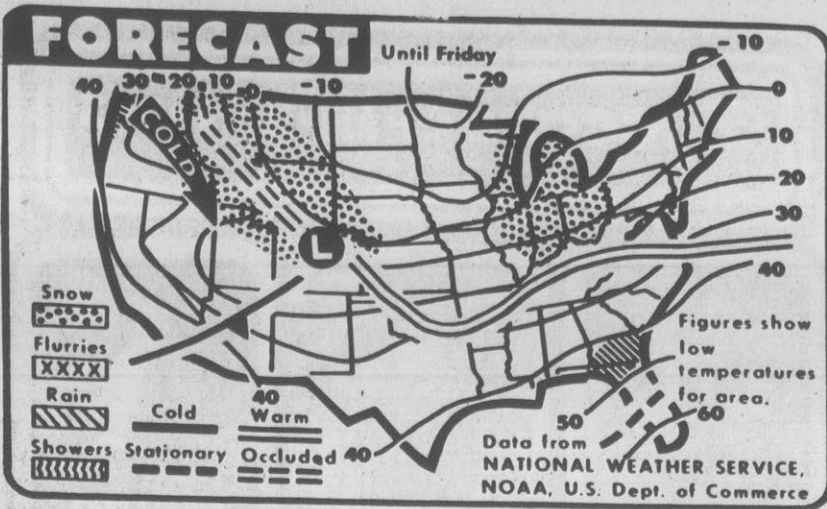 FORECAST
Until Friday
40 30 20 10 0 -10 -20 -10
0
10
20
30
40
COLD
L
Snow
Flurries
XXXX
Rain
Showers
40
Cold Warm
Stationary Occluded
40
50
60
Figures show
low
temperatures
for area.
Data from
NATIONAL WEATHER SERVICE,
NOAA, U.S. Dept. of Commerce